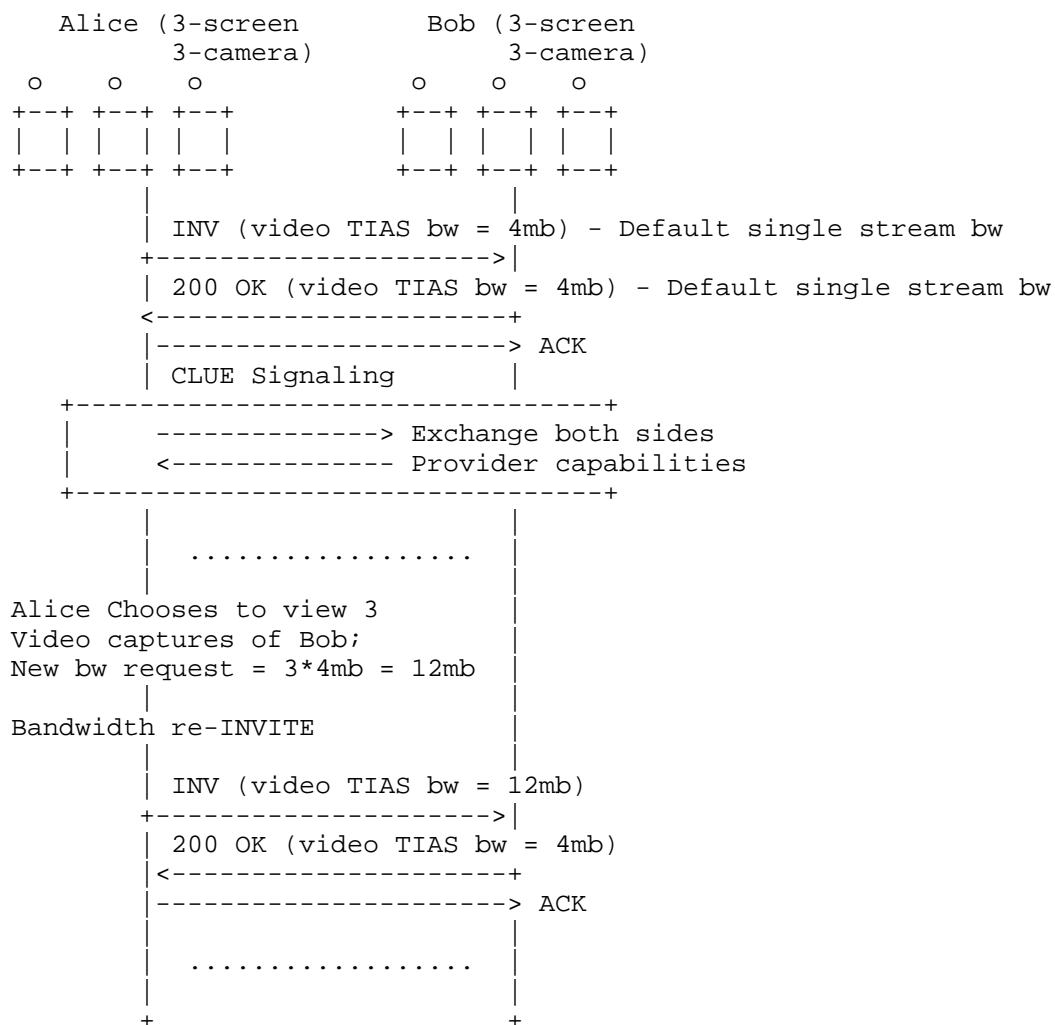 Alice (3-screen Bob (3-screen
3-camera) 3-camera)
o o o o o o
INV (video TIAS bw = 4mb) - Default single stream bw
200 OK (video TIAS bw = 4mb) - Default single stream bw
ACK
CLUE Signaling
Exchange both sides
Provider capabilities
..................
Alice Chooses to view 3
Video captures of Bob;
New bw request = 3*4mb = 12mb
Bandwidth re-INVITE
INV (video TIAS bw = 12mb)
200 OK (video TIAS bw = 4mb)
ACK
..................